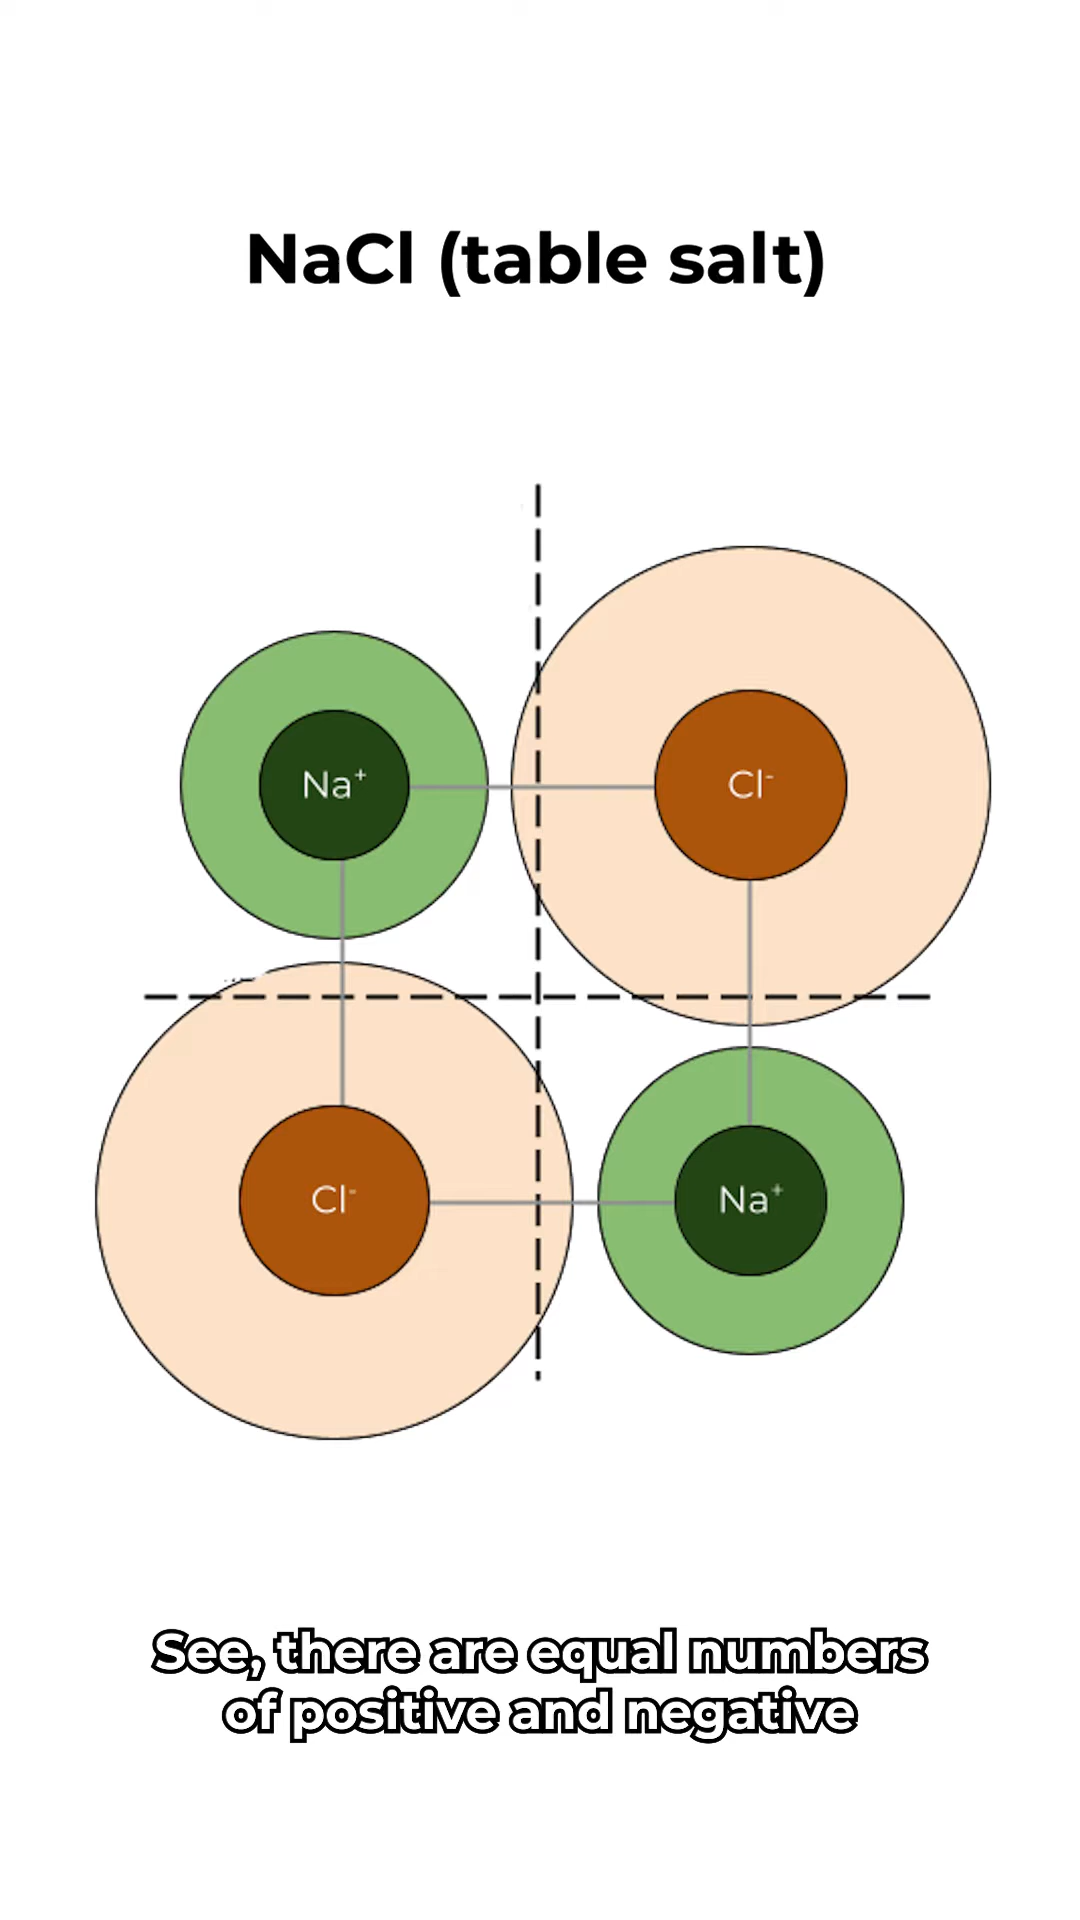 NaCl (table salt)
Na⁺
Cl⁻
Cl⁻
Na⁺
See, there are equal numbers
of positive and negative